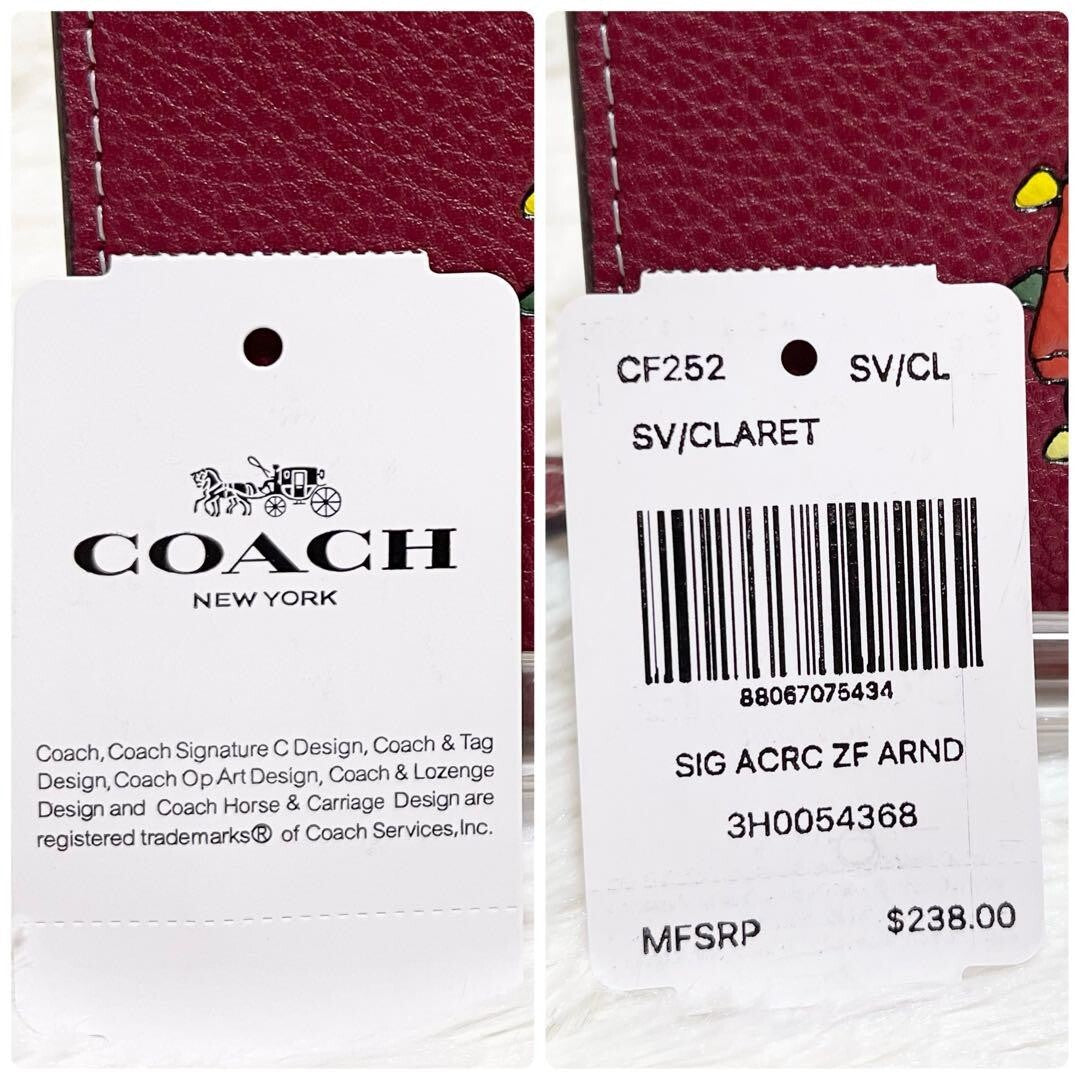 COACH
NEW YORK
Coach, Coach Signature C Design, Coach & Tag
Design, Coach Op Art Design, Coach & Lozenge
Design and Coach Horse & Carriage Design are
registered trademarks® of Coach Services, Inc.
CF252 SV/CL
SV/CLARET
88067075434
SIG ACRC ZF ARND
3H0054368
MFSRP $238.00